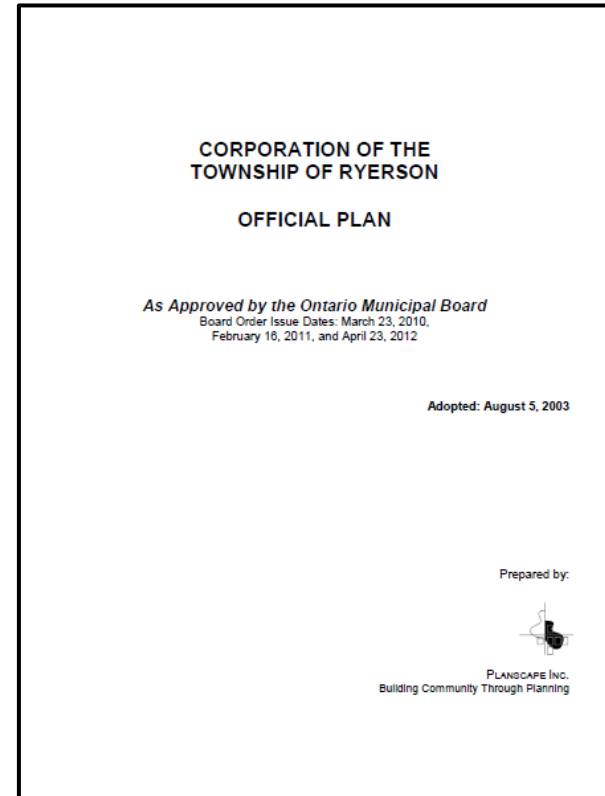 CORPORATION OF THE
TOWNSHIP OF RYERSON
OFFICIAL PLAN
As Approved by the Ontario Municipal Board
Board Order Issue Dates: March 23, 2010,
February 16, 2011, and April 23, 2012
Adopted: August 5, 2003
Prepared by:
PLANSCAPE INC.
Building Community Through Planning